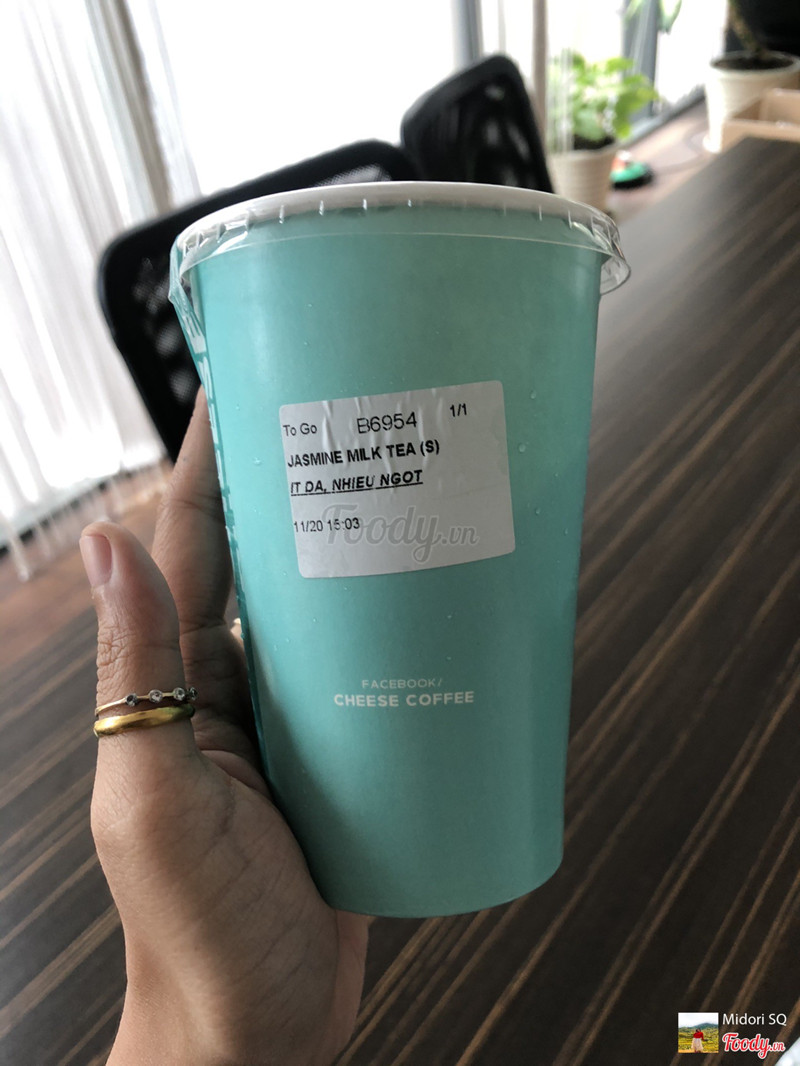 To Go B6954 1/1
JASMINE MILK TEA (S)
IT DA, NHIEU NGOT
11/20 15:03
Foody.vn
FACEBOOK/
CHEESE COFFEE
Midori SQ
Foody.vn